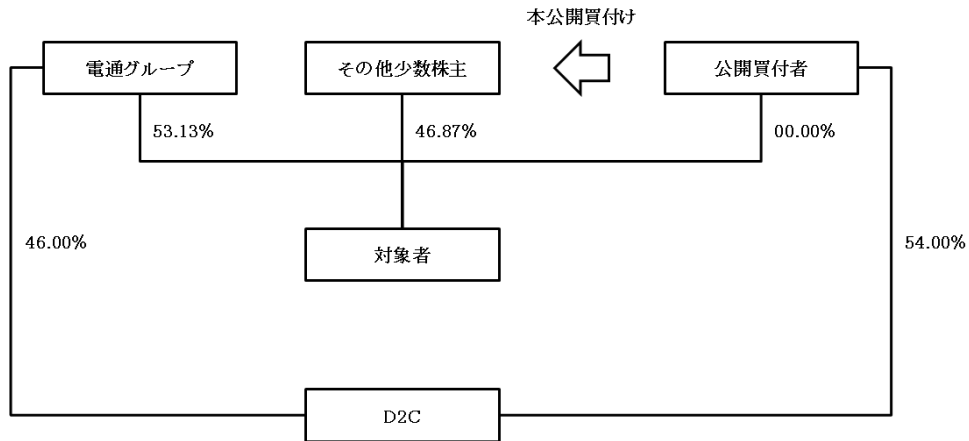 本公開買付け
電通グループ
その他少数株主
公開買付者
53.13%
46.87%
00.00%
46.00%
54.00%
対象者
D2C